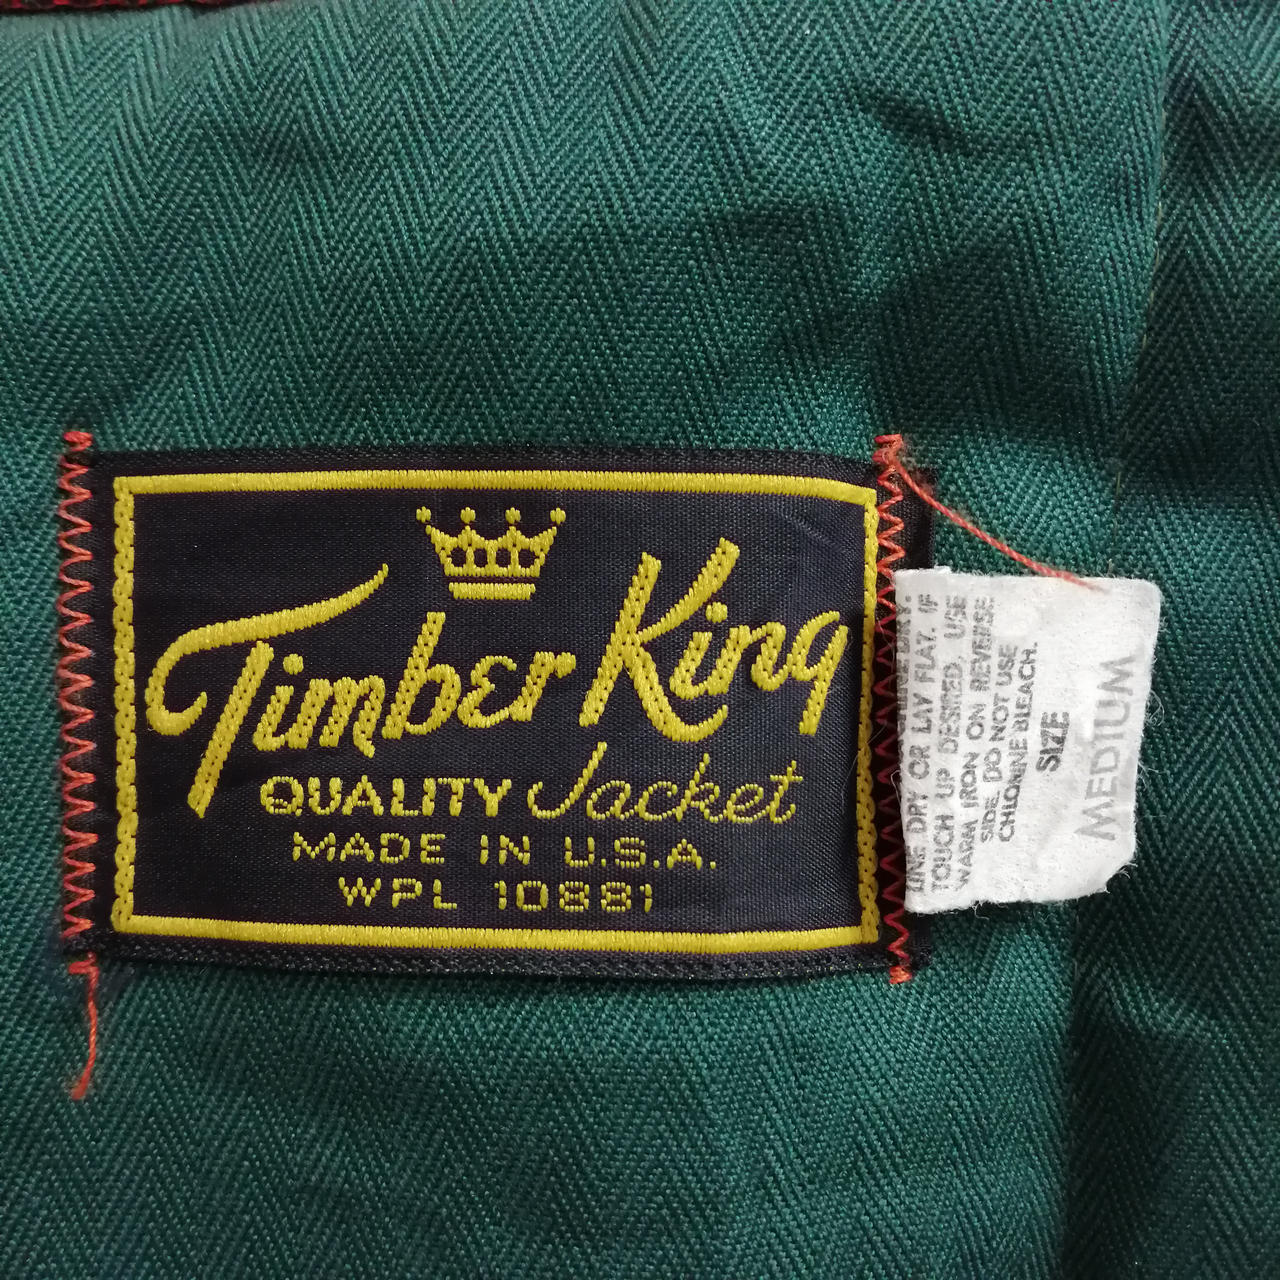 Timber King
QUALITY Jacket
MADE IN U.S.A.
WPL 10881
LINE DRY OR LAY FLAT. IF
TOUCH UP DESIRED, USE
WARM IRON ON REVERSE
SIDE. DO NOT USE
CHLORINE BLEACH.
SIZE
MEDIUM